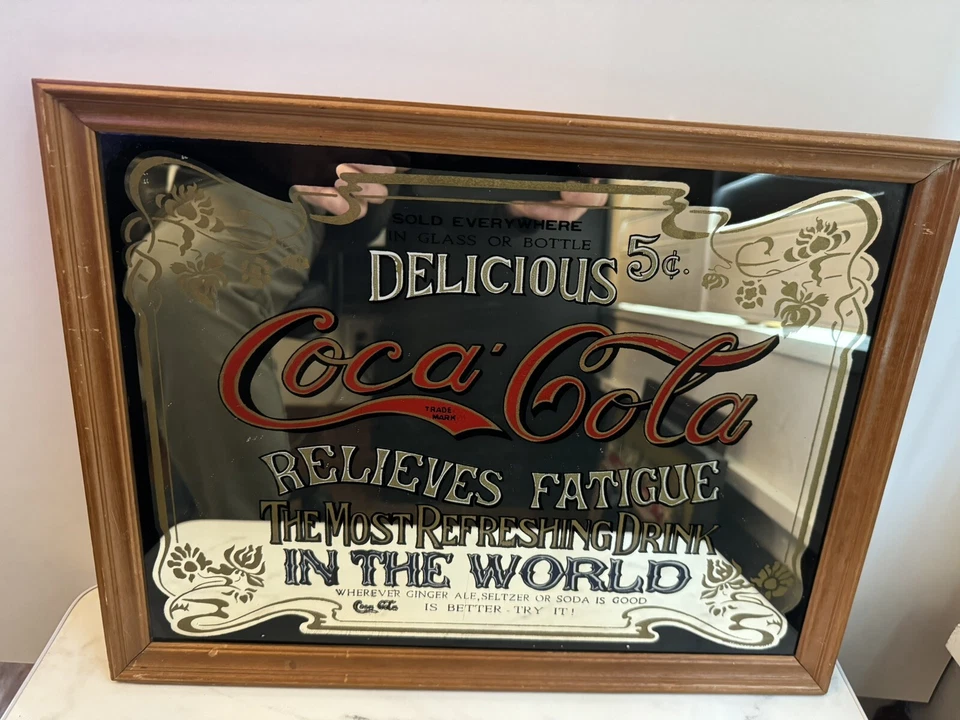 SOLD EVERYWHERE
IN GLASS OR BOTTLE
DELICIOUS 5¢.
Coca-Cola
TRADE-
MARK
RELIEVES FATIGUE
THE MOST REFRESHING DRINK
IN THE WORLD
WHEREVER GINGER ALE, SELTZER OR SODA IS GOOD
Coca-Cola IS BETTER - TRY IT!